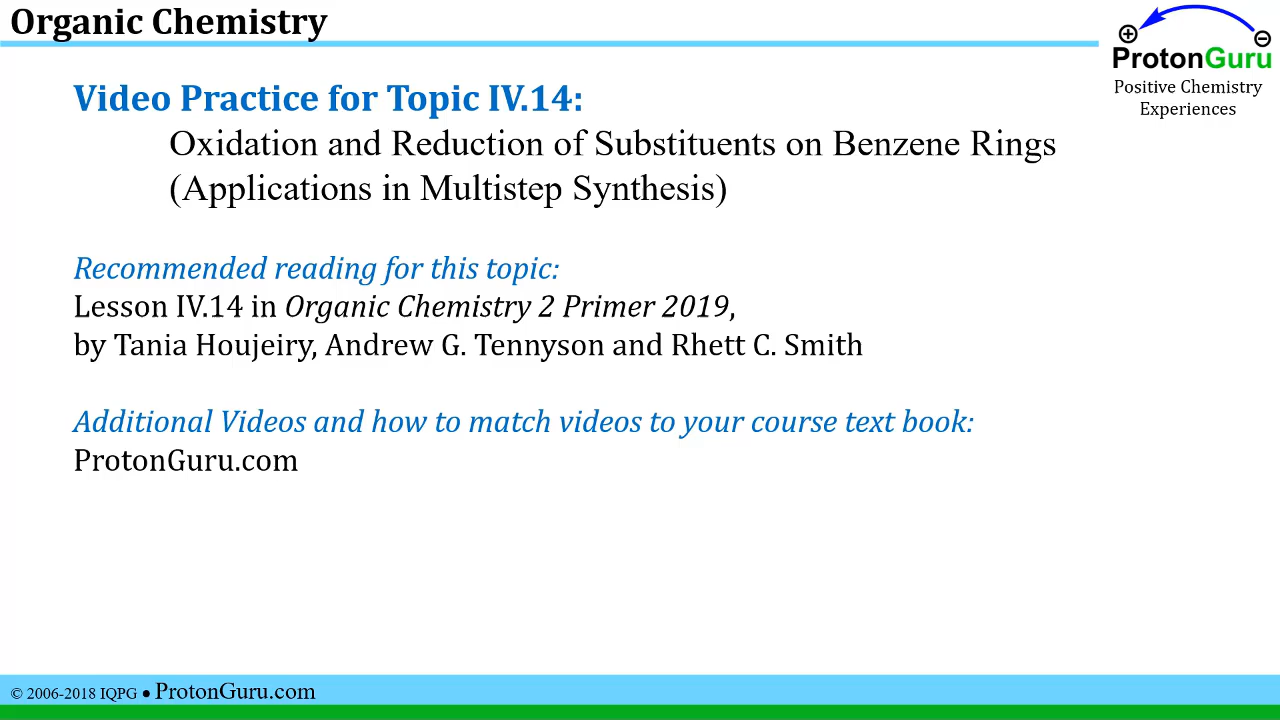 Organic Chemistry
⊕ ⊖
ProtonGuru
Positive Chemistry
Experiences
Video Practice for Topic IV.14:
Oxidation and Reduction of Substituents on Benzene Rings
(Applications in Multistep Synthesis)
Recommended reading for this topic:
Lesson IV.14 in Organic Chemistry 2 Primer 2019,
by Tania Houjeiry, Andrew G. Tennyson and Rhett C. Smith
Additional Videos and how to match videos to your course text book:
ProtonGuru.com
© 2006-2018 IQPG ● ProtonGuru.com